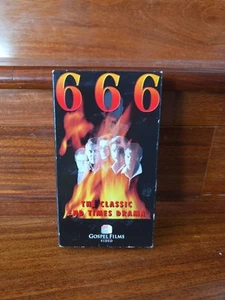 666
THE CLASSIC
END TIMES DRAMA
GOSPEL FILMS
VIDEO